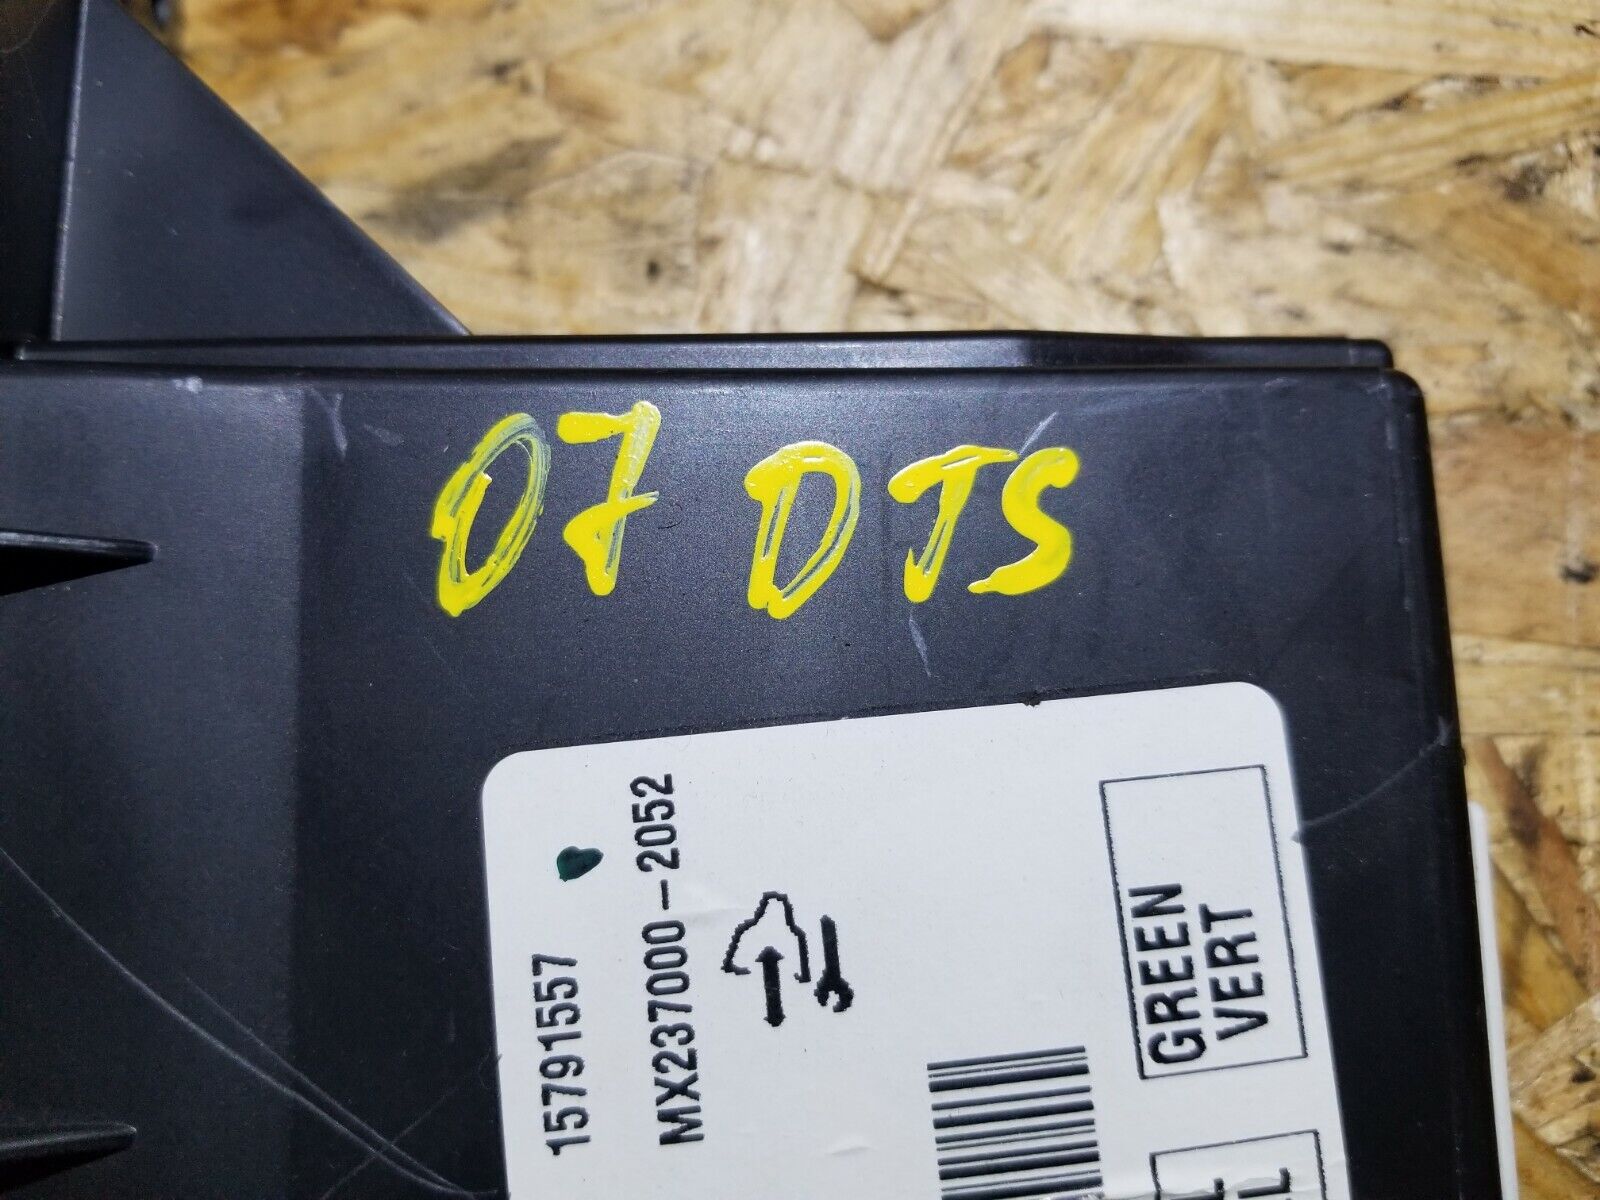 07 DTS
15791557
MX237000-2052
GREEN
VERT